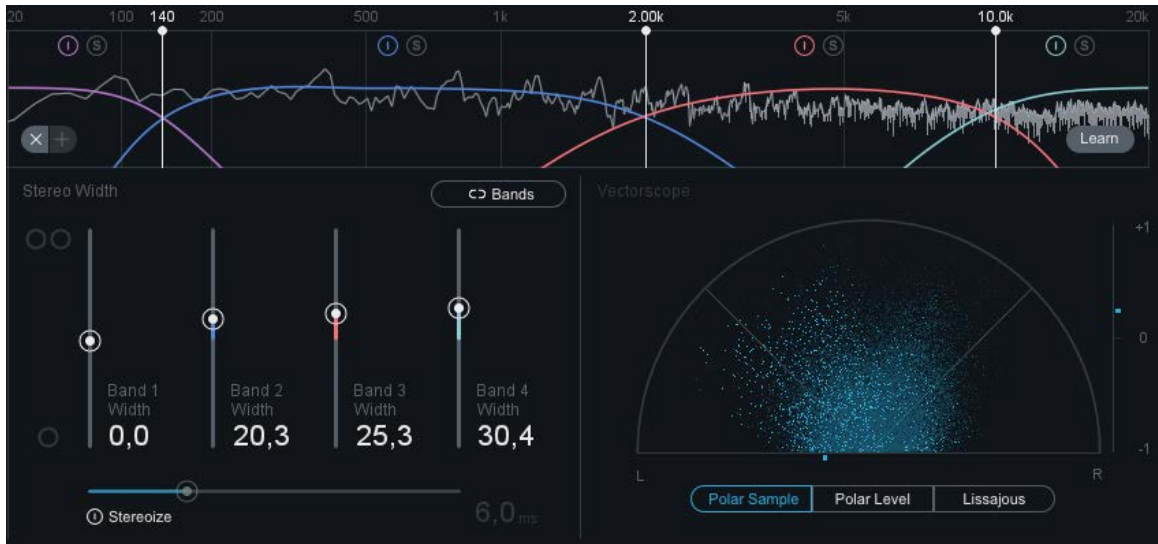 20 100 140 200 500 1k 2.00k 5k 10.0k 20k
I S I S I S I S
× +
Learn
Stereo Width
Bands
Band 1
Width
0,0
Band 2
Width
20,3
Band 3
Width
25,3
Band 4
Width
30,4
Stereoize
6,0 ms
Vectorscope
+1
0
-1
L R
Polar Sample Polar Level Lissajous